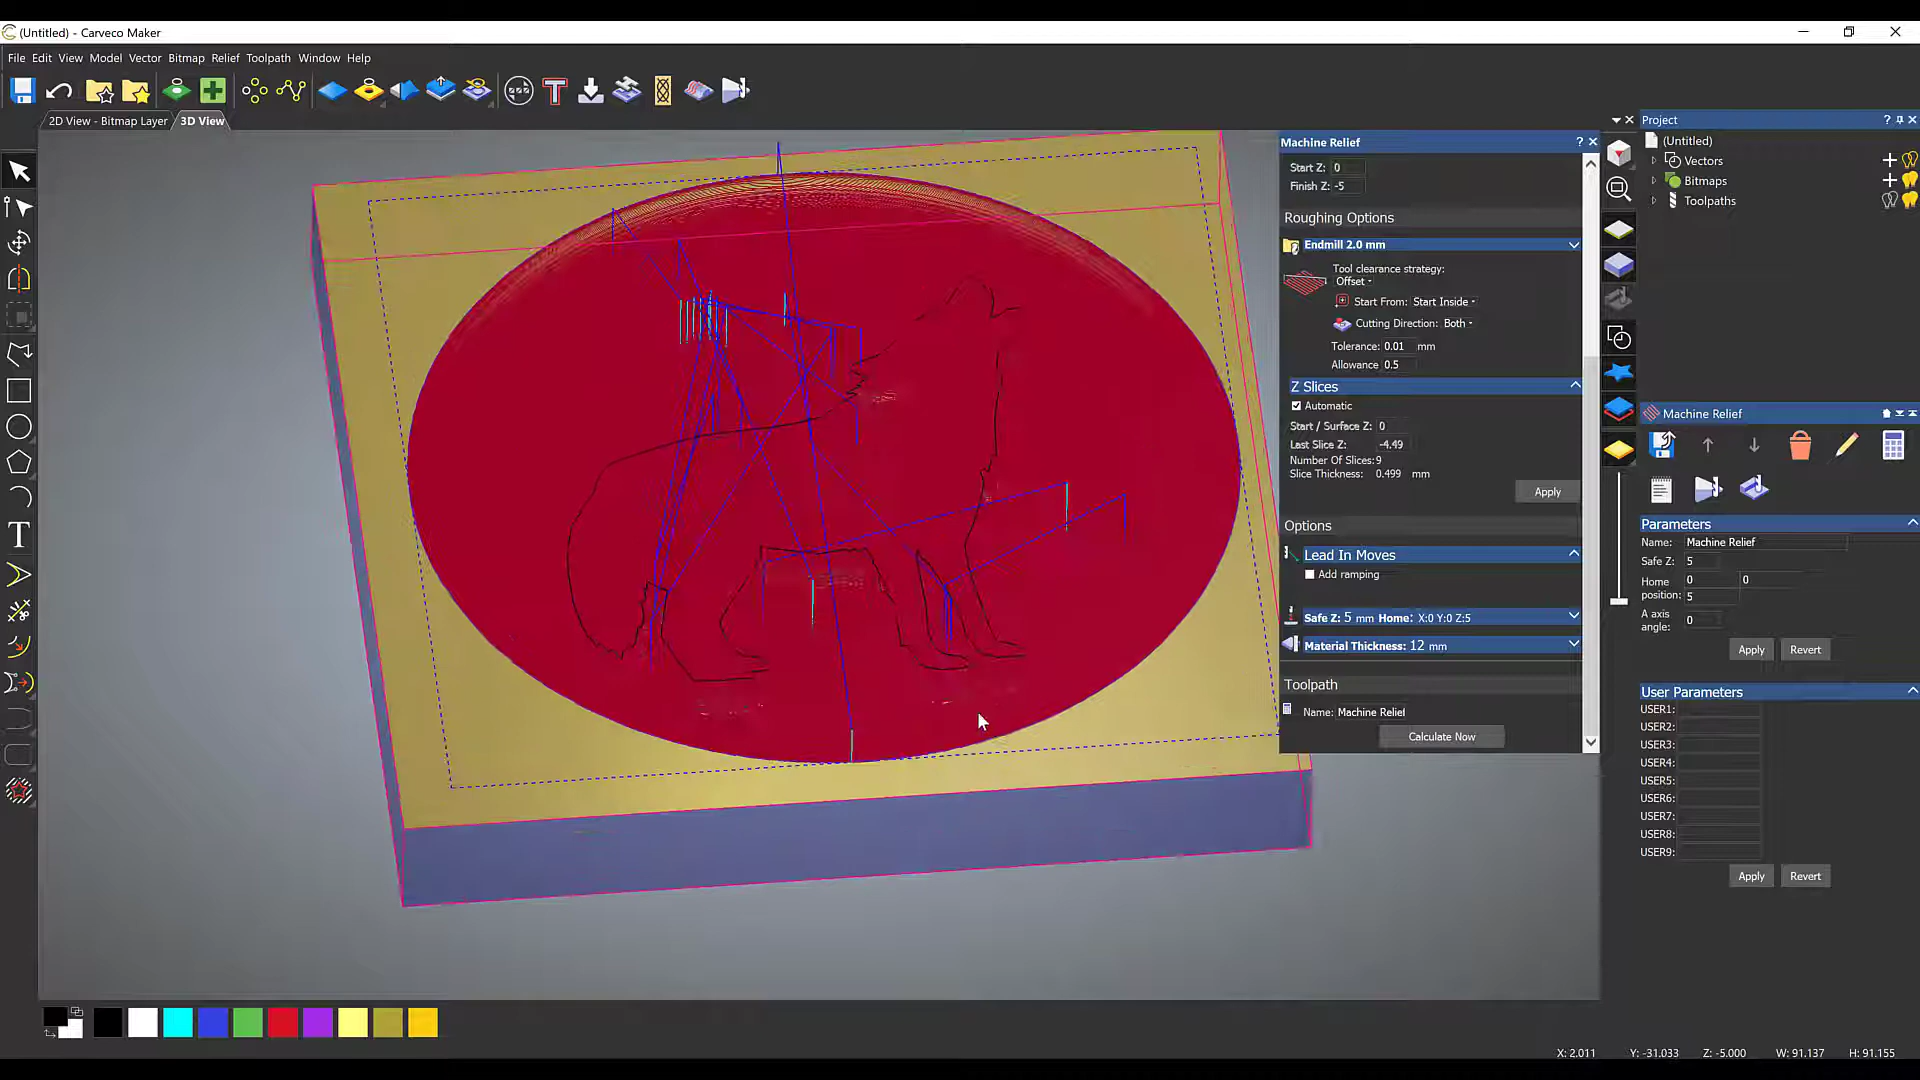 (Untitled) - Carveco Maker
File Edit View Model Vector Bitmap Relief Toolpath Window Help
2D View - Bitmap Layer
3D View
Machine Relief
?
Start Z: 0
Finish Z: -5
Roughing Options
Endmill 2.0 mm
Tool clearance strategy:
Offset
Start From: Start Inside
Cutting Direction: Both
Tolerance: 0.01 mm
Allowance 0.5
Z Slices
Automatic
Start / Surface Z: 0
Last Slice Z: -4.49
Number Of Slices:9
Slice Thickness: 0.499 mm
Apply
Options
Lead In Moves
Add ramping
Safe Z: 5 mm Home: X:0 Y:0 Z:5
Material Thickness: 12 mm
Toolpath
Name: Machine Relief
Calculate Now
Project
?
(Untitled)
Vectors
Bitmaps
Toolpaths
Machine Relief
Parameters
Name: Machine Relief
Safe Z: 5
Home position: 0 0
5
A axis angle: 0
Apply Revert
User Parameters
USER1:
USER2:
USER3:
USER4:
USER5:
USER6:
USER7:
USER8:
USER9:
Apply Revert
X: 2.011 Y: -31.033 Z: -5.000 W: 91.137 H: 91.155